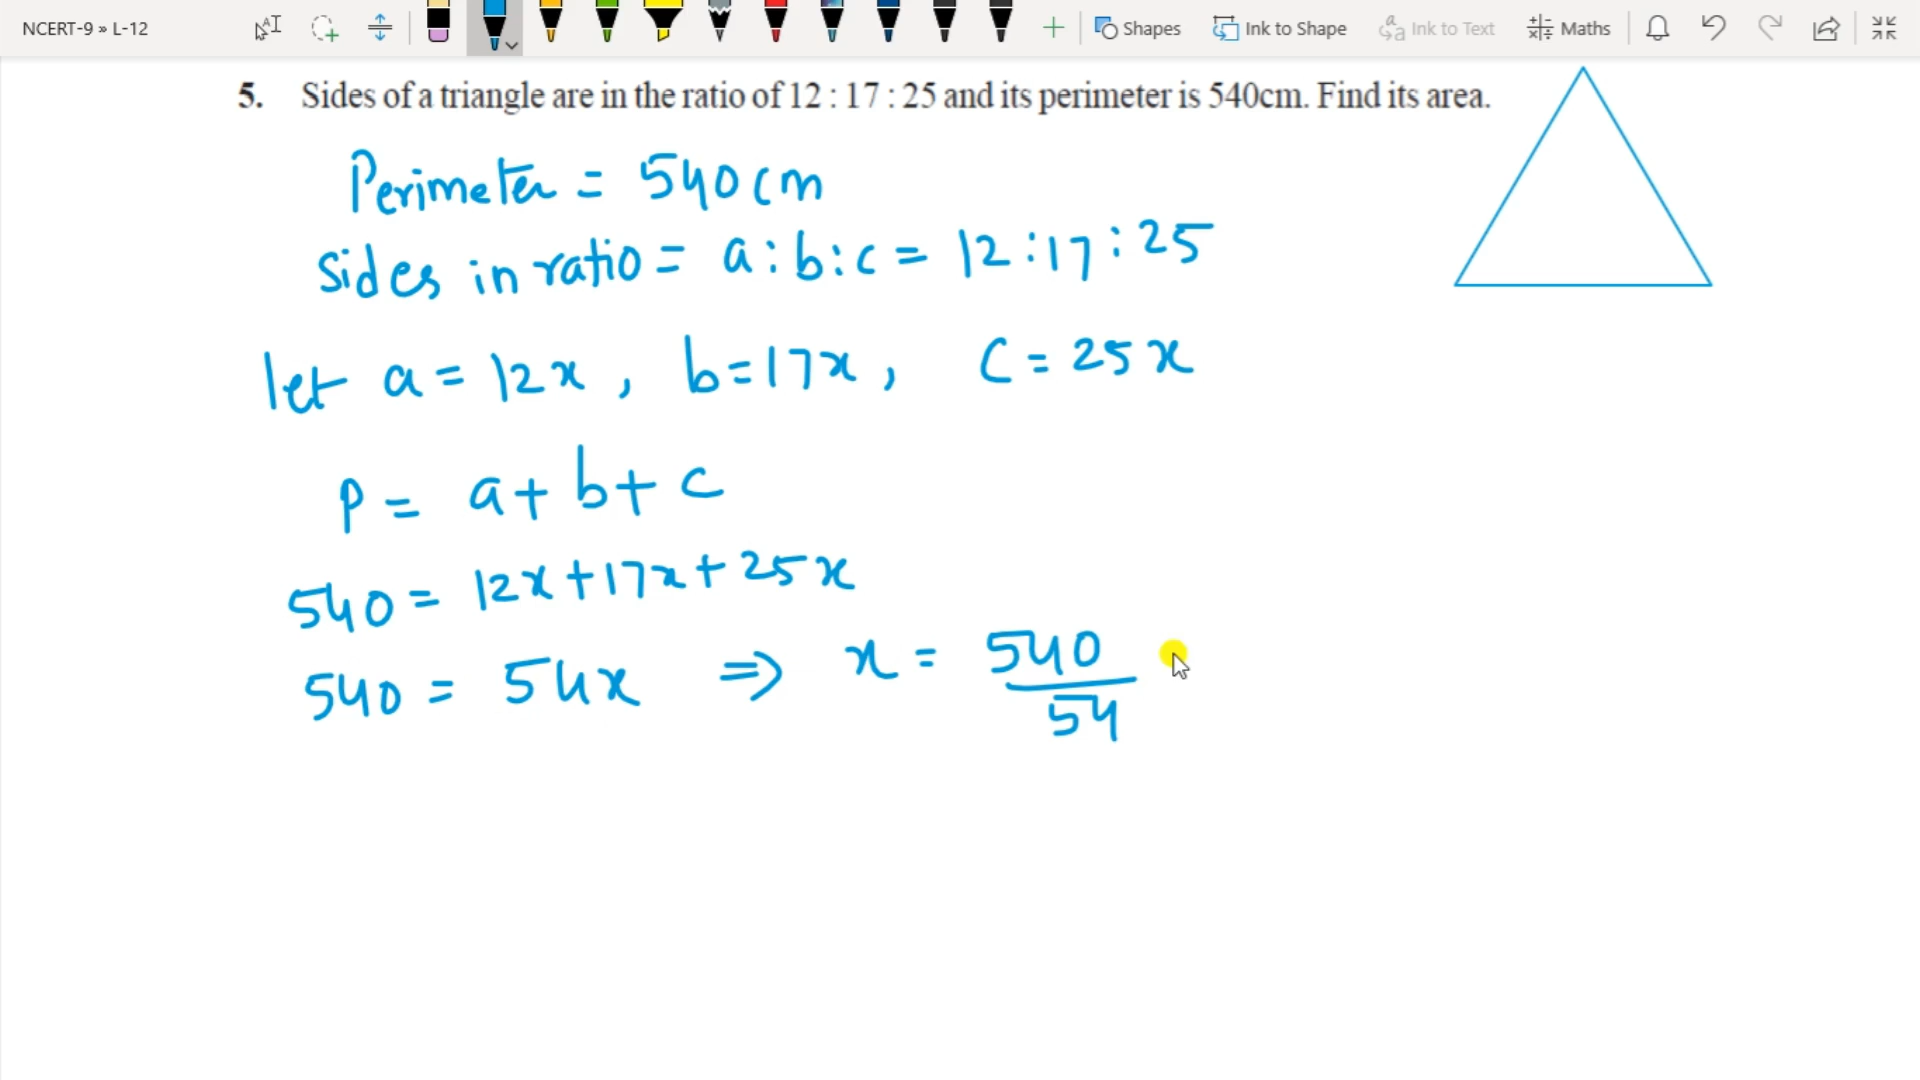 NCERT-9 » L-12 Shapes Ink to Shape Ink to Text Maths
5. Sides of a triangle are in the ratio of 12 : 17 : 25 and its perimeter is 540cm. Find its area.
Perimeter = 540 cm
Sides in ratio = a : b : c = 12 : 17 : 25
let a = 12x , b = 17x , C = 25x
P = a + b + c
540 = 12x + 17x + 25x
540 = 54x ⇒ x = 540
54